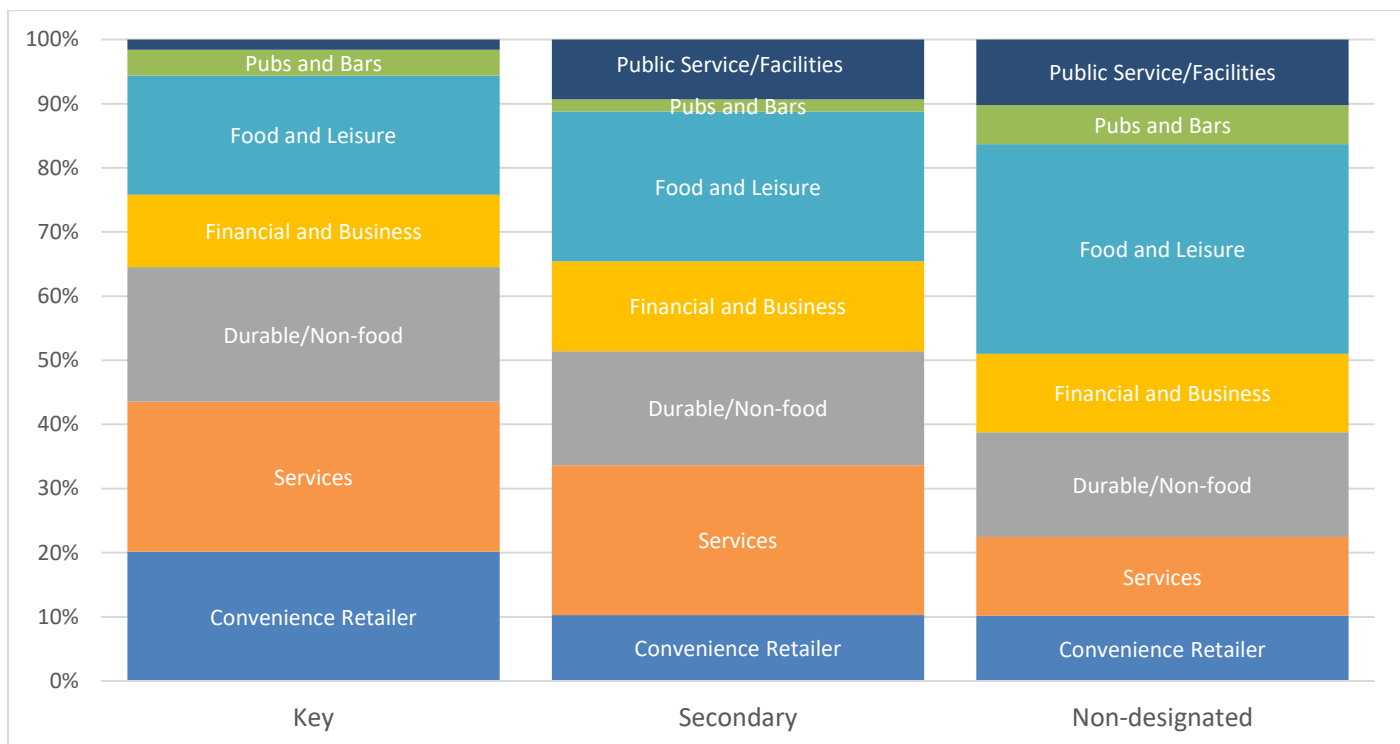 100%
90%
80%
70%
60%
50%
40%
30%
20%
10%
0%
Pubs and Bars
Food and Leisure
Financial and Business
Durable/Non-food
Services
Convenience Retailer
Public Service/Facilities
Pubs and Bars
Food and Leisure
Financial and Business
Durable/Non-food
Services
Convenience Retailer
Public Service/Facilities
Pubs and Bars
Food and Leisure
Financial and Business
Durable/Non-food
Services
Convenience Retailer
Key
Secondary
Non-designated